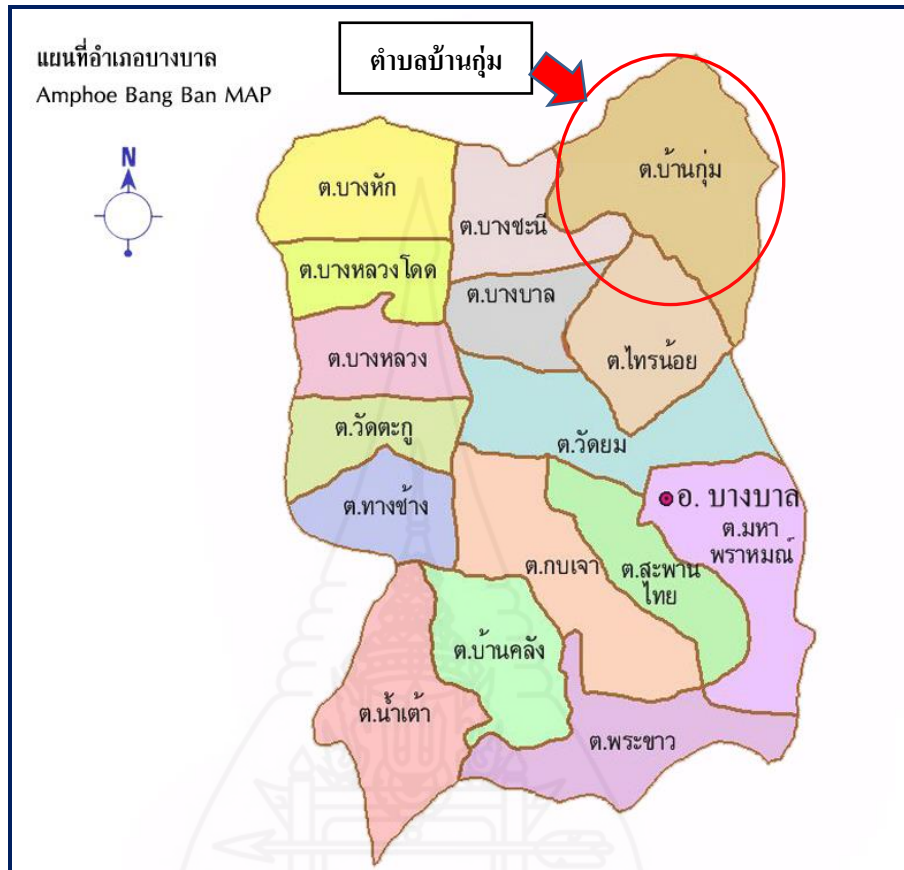 แผนที่อำเภอบางบาล
Amphoe Bang Ban MAP
ตำบลบ้านกุ่ม
N
ต.บ้านกุ่ม
ต.บางหัก
ต.บางชะนี
ต.บางหลวงโดด
ต.บางบาล
ต.บางหลวง
ต.ไทรน้อย
ต.วัดตะกู
ต.วัดยม
ต.ทางช้าง
อ. บางบาล
ต.มหา
พราหมณ์
ต.กบเจา
ต.สะพาน
ไทย
ต.บ้านคลัง
ต.น้ำเต้า
ต.พระขาว